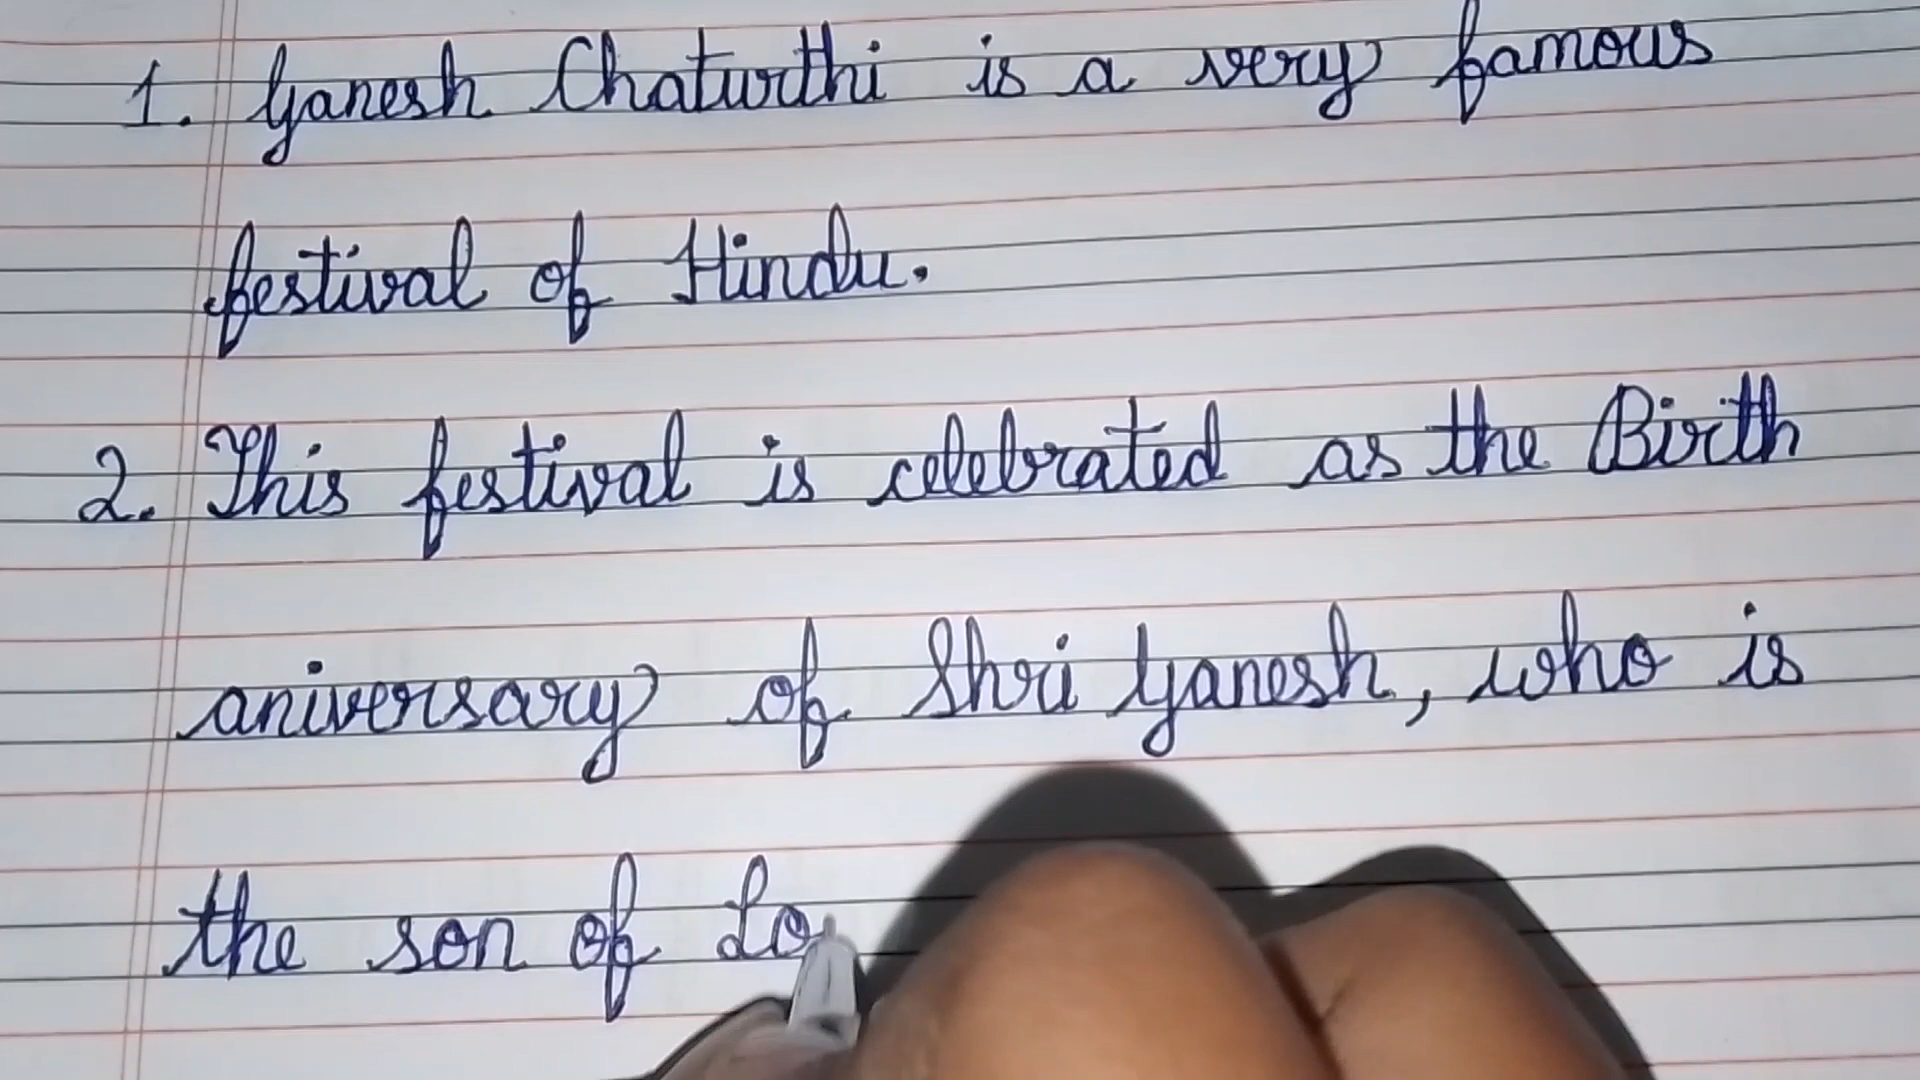 1. Ganesh Chaturthi is a very famous
festival of Hindu.
2. This festival is celebrated as the Birth
aniversary of Shri Ganesh, who is
the son of Lo